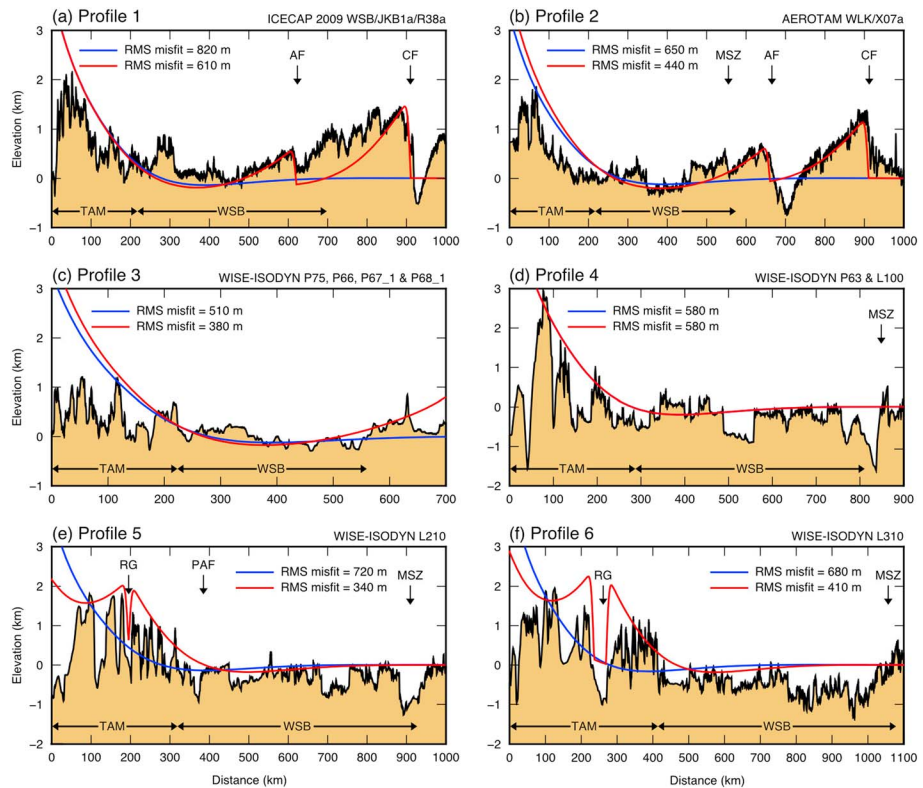 (a) Profile 1 ICECAP 2009 WSB/JKB1a/R38a
RMS misfit = 820 m
RMS misfit = 610 m
AF CF
Elevation (km)
3
2
1
0
−1
TAM WSB
0 100 200 300 400 500 600 700 800 900 1000
(b) Profile 2 AEROTAM WLK/X07a
RMS misfit = 650 m
RMS misfit = 440 m
MSZ AF CF
3
2
1
0
−1
TAM WSB
0 100 200 300 400 500 600 700 800 900 1000
(c) Profile 3 WISE-ISODYN P75, P66, P67_1 & P68_1
RMS misfit = 510 m
RMS misfit = 380 m
Elevation (km)
3
2
1
0
−1
TAM WSB
0 100 200 300 400 500 600 700
(d) Profile 4 WISE-ISODYN P63 & L100
RMS misfit = 580 m
RMS misfit = 580 m
MSZ
3
2
1
0
−1
−2
TAM WSB
0 100 200 300 400 500 600 700 800 900
(e) Profile 5 WISE-ISODYN L210
RG PAF
RMS misfit = 720 m
RMS misfit = 340 m
MSZ
Elevation (km)
3
2
1
0
−1
−2
TAM WSB
0 100 200 300 400 500 600 700 800 900 1000
Distance (km)
(f) Profile 6 WISE-ISODYN L310
RG
RMS misfit = 680 m
RMS misfit = 410 m
MSZ
3
2
1
0
−1
−2
TAM WSB
0 100 200 300 400 500 600 700 800 900 1000 1100
Distance (km)